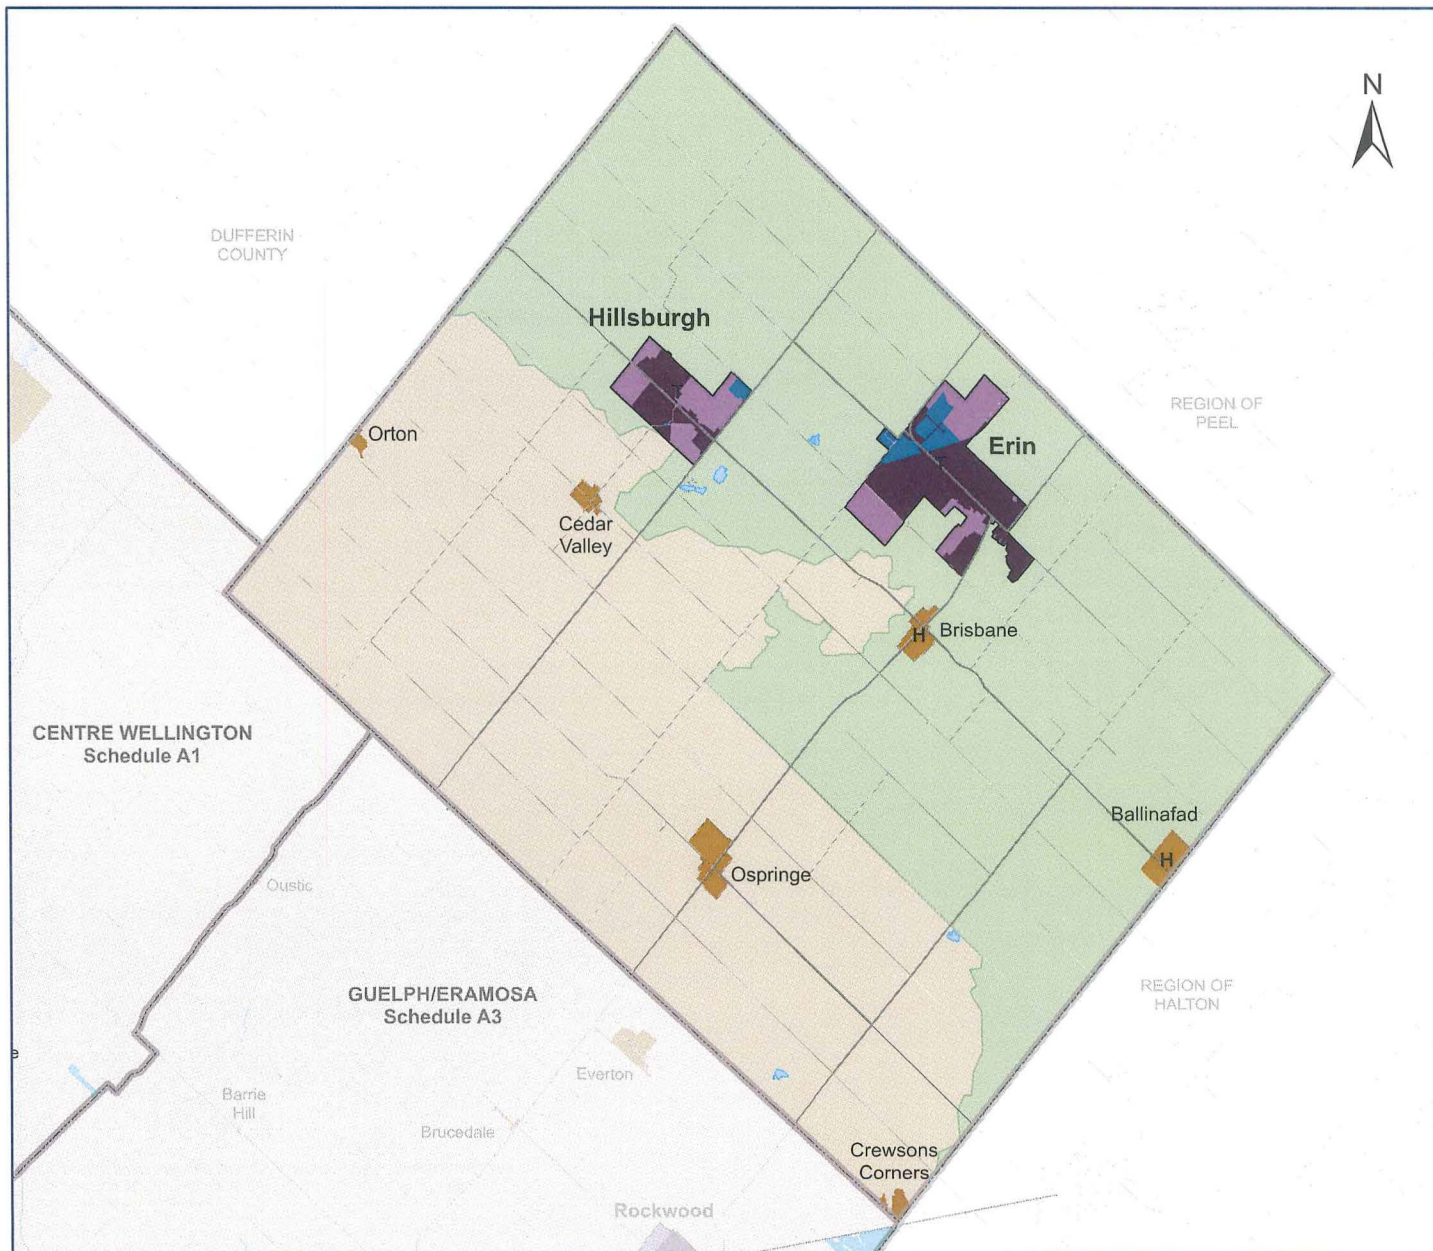 N
DUFFERIN
COUNTY
Hillsburgh
REGION OF
PEEL
Orton
Erin
Cedar
Valley
H
Brisbane
CENTRE WELLINGTON
Schedule A1
Ballinafad
H
Ospringe
Oustic
GUELPH/ERAMOSA
Schedule A3
REGION OF
HALTON
e
Everton
Barrie
Hill
Brucedale
Crewsons
Corners
Rockwood